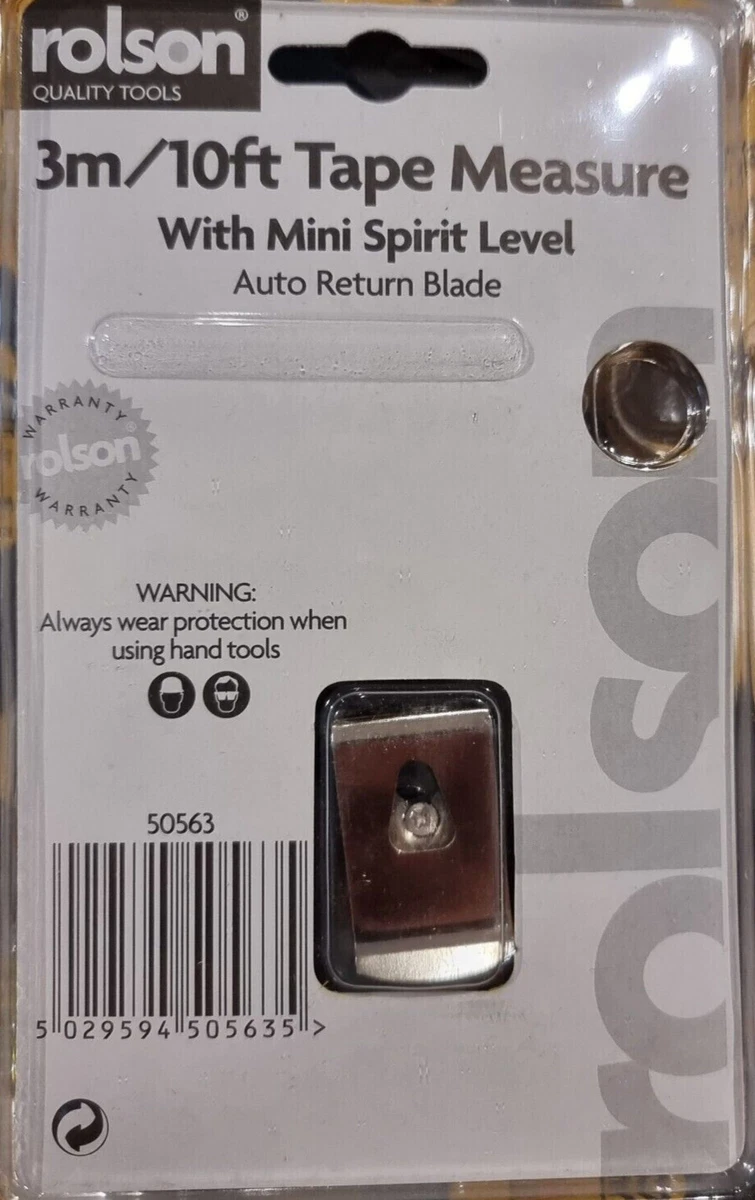 rolson®
QUALITY TOOLS
3m/10ft Tape Measure
With Mini Spirit Level
Auto Return Blade
WARRANTY
rolson®
WARRANTY
WARNING:
Always wear protection when
using hand tools
50563
5 029594 505635 >
rolson